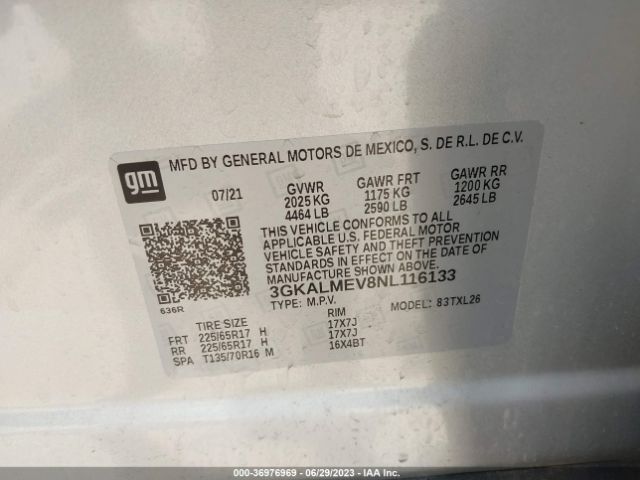 gm
MFD BY GENERAL MOTORS DE MEXICO, S. DE R.L. DE C.V.
07/21 GVWR GAWR FRT GAWR RR
2025 KG 1175 KG 1200 KG
4464 LB 2590 LB 2645 LB
THIS VEHICLE CONFORMS TO ALL
APPLICABLE U.S. FEDERAL MOTOR
VEHICLE SAFETY AND THEFT PREVENTION
STANDARDS IN EFFECT ON THE DATE OF
MANUFACTURE SHOWN ABOVE.
3GKALMEV8NL116133
636R
TYPE: M.P.V. MODEL: 83TXL26
TIRE SIZE RIM
FRT 225/65R17 H 17X7J
RR 225/65R17 H 17X7J
SPA T135/70R16 M 16X4BT
000-36976969 - 06/29/2023 - IAA Inc.